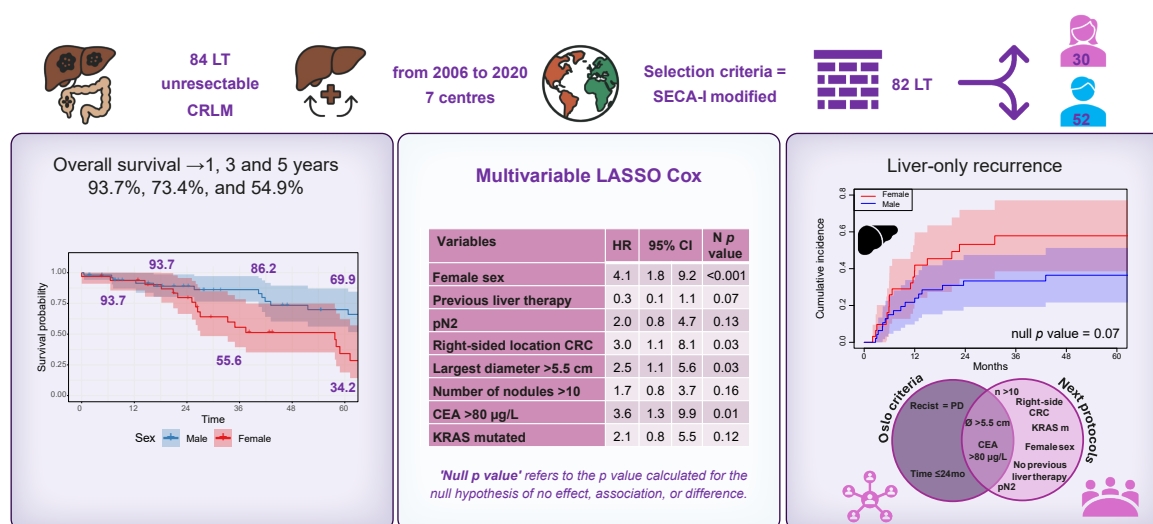 84 LT
unresectable
CRLM
from 2006 to 2020
7 centres
Selection criteria =
SECA-I modified
82 LT
30
52
Overall survival →1, 3 and 5 years
93.7%, 73.4%, and 54.9%
Survival probability
1.00
0.75
0.50
0.25
0.00
93.7
86.2
69.9
93.7
55.6
34.2
0
12
24
36
48
60
Time
Sex Male Female
Multivariable LASSO Cox
Variables HR 95% CI N p value
Female sex 4.1 1.8 9.2 <0.001
Previous liver therapy 0.3 0.1 1.1 0.07
pN2 2.0 0.8 4.7 0.13
Right-sided location CRC 3.0 1.1 8.1 0.03
Largest diameter >5.5 cm 2.5 1.1 5.6 0.03
Number of nodules >10 1.7 0.8 3.7 0.16
CEA >80 µg/L 3.6 1.3 9.9 0.01
KRAS mutated 2.1 0.8 5.5 0.12
'Null p value' refers to the p value calculated for the
null hypothesis of no effect, association, or difference.
Liver-only recurrence
Female
Male
Cumulative incidence
0.8
0.6
0.4
0.2
0.0
null p value = 0.07
0 12 24 36 48 60
Months
Oslo criteria
Recist = PD
Time ≤24mo
Ø >5.5 cm
CEA
>80 µg/L
n >10
Right-side
CRC
KRAS m
Female sex
No previous
liver therapy
pN2
Next protocols